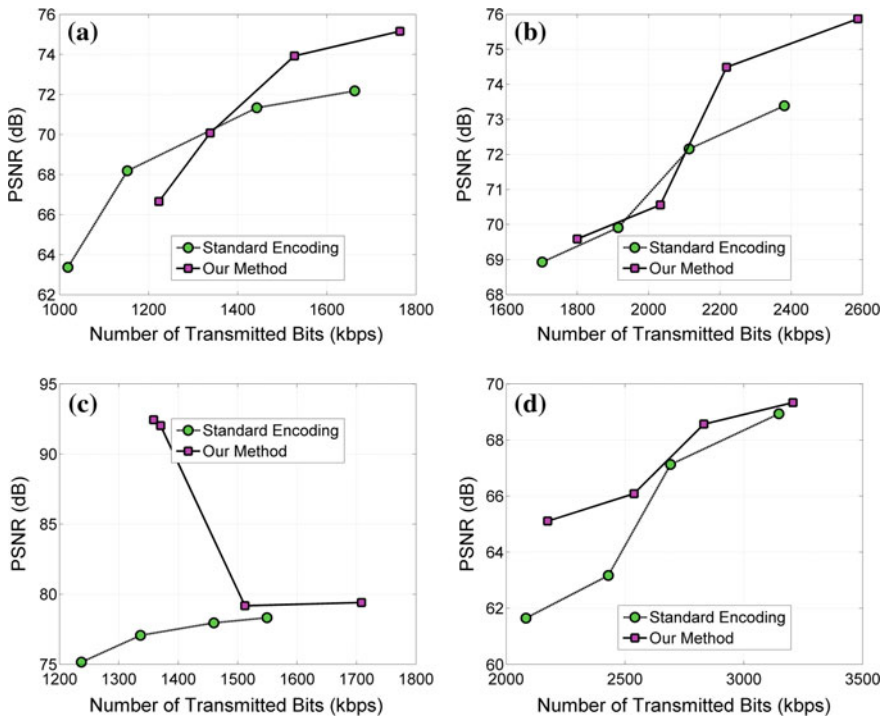 (a)
PSNR (dB)
76
74
72
70
68
66
64
62
1000 1200 1400 1600 1800
Number of Transmitted Bits (kbps)
Standard Encoding
Our Method
(b)
PSNR (dB)
76
75
74
73
72
71
70
69
68
1600 1800 2000 2200 2400 2600
Number of Transmitted Bits (kbps)
Standard Encoding
Our Method
(c)
PSNR (dB)
95
90
85
80
75
1200 1300 1400 1500 1600 1700 1800
Number of Transmitted Bits (kbps)
Standard Encoding
Our Method
(d)
PSNR (dB)
70
68
66
64
62
60
2000 2500 3000 3500
Number of Transmitted Bits (kbps)
Standard Encoding
Our Method